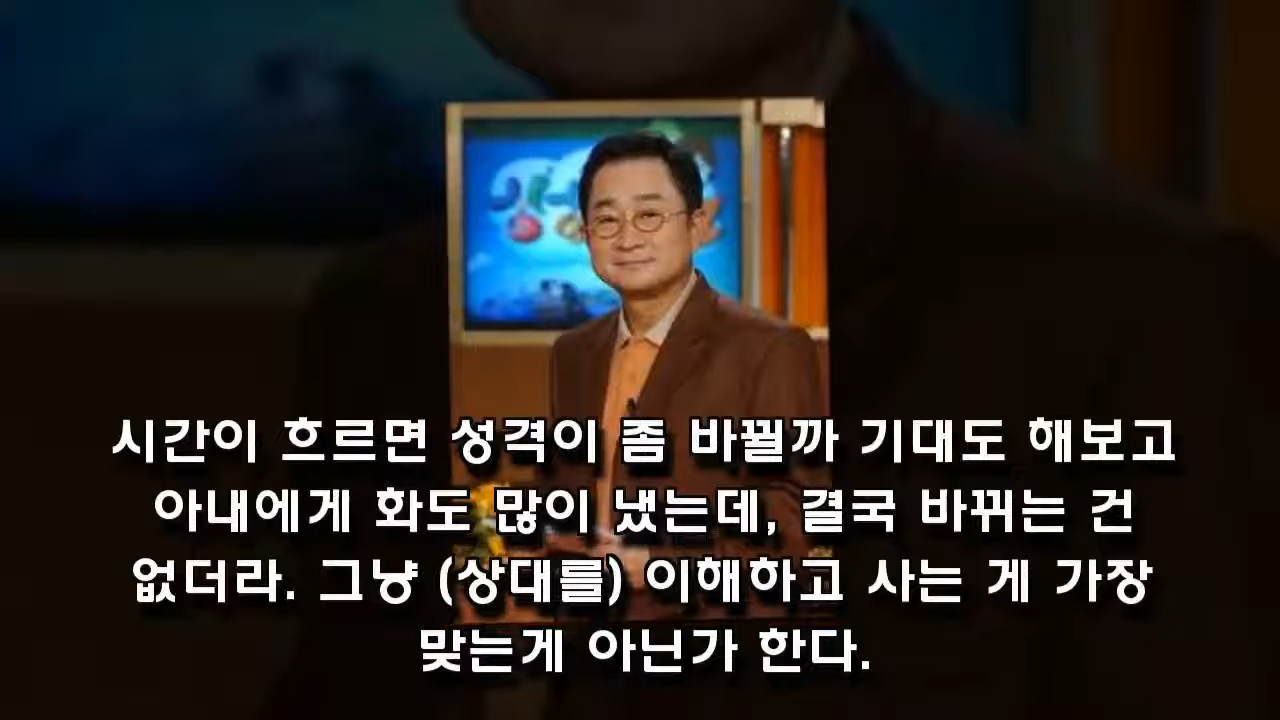 시간이 흐르면 성격이 좀 바뀔까 기대도 해보고
아내에게 화도 많이 냈는데, 결국 바뀌는 건
없더라. 그냥 (상대를) 이해하고 사는 게 가장
맞는게 아닌가 한다.